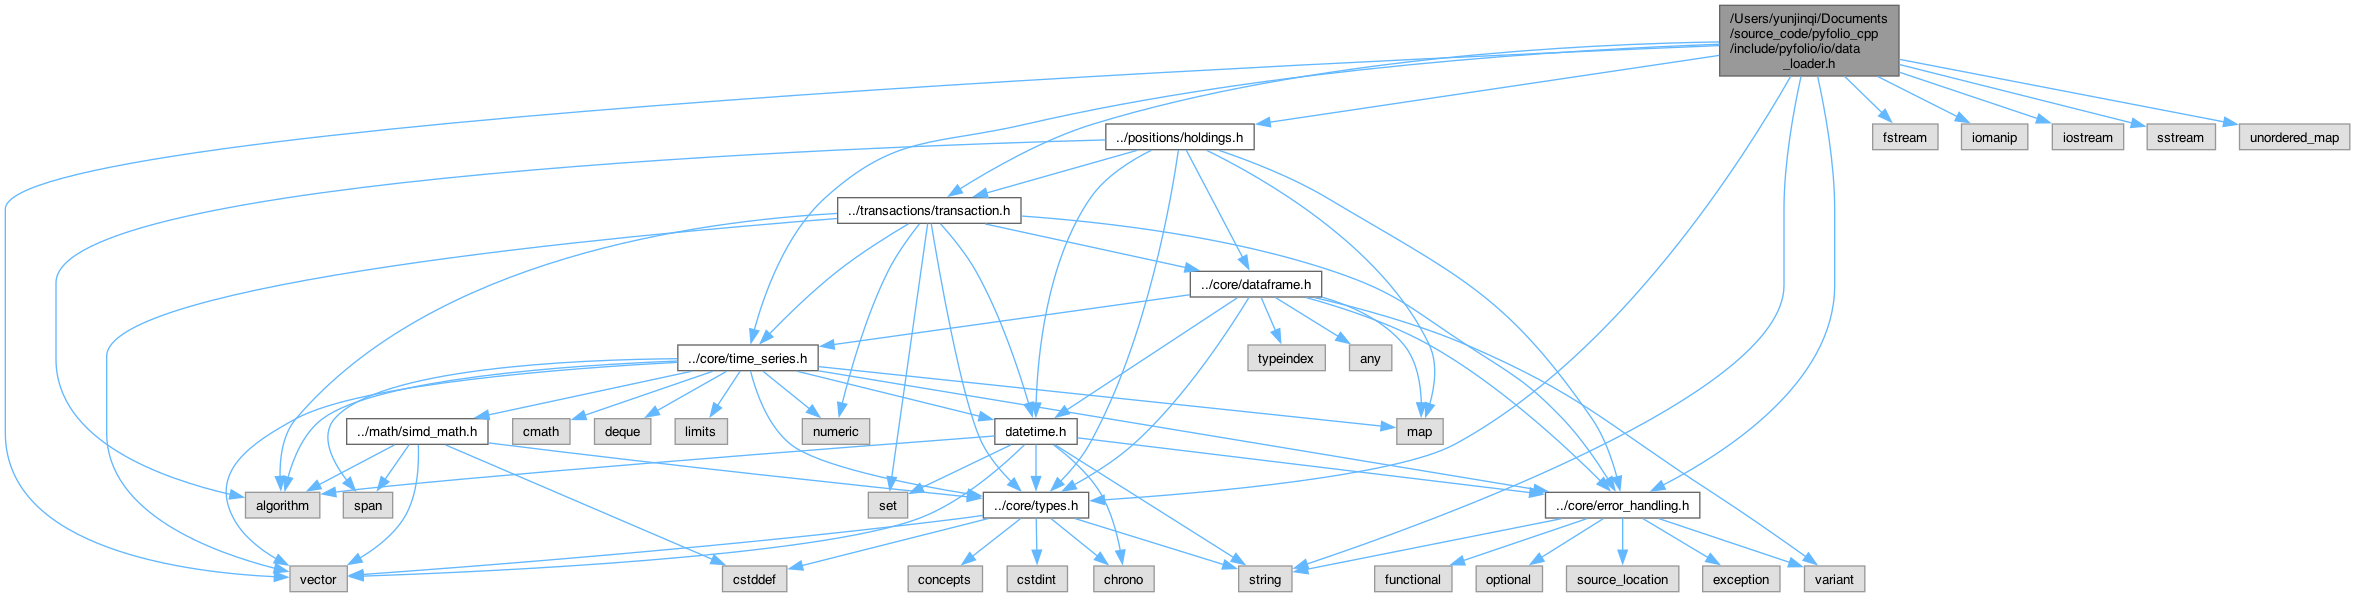 /Users/yunjinqi/Documents
/source_code/pyfolio_cpp
/include/pyfolio/io/data
_loader.h
../positions/holdings.h
fstream
iomanip
iostream
sstream
unordered_map
../transactions/transaction.h
../core/dataframe.h
../core/time_series.h
typeindex
any
../math/simd_math.h
cmath
deque
limits
numeric
datetime.h
map
algorithm
span
set
../core/types.h
../core/error_handling.h
vector
cstddef
concepts
cstdint
chrono
string
functional
optional
source_location
exception
variant